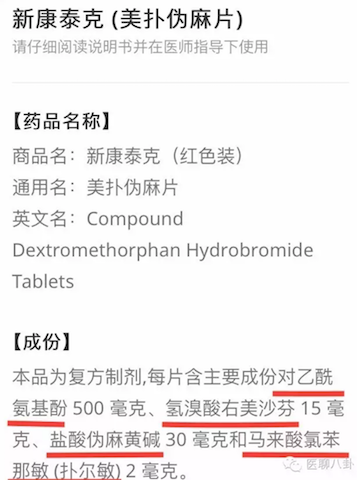 新康泰克 (美扑伪麻片)
请仔细阅读说明书并在医师指导下使用
【药品名称】
商品名：新康泰克（红色装）
通用名：美扑伪麻片
英文名：Compound
Dextromethorphan Hydrobromide
Tablets
【成份】
本品为复方制剂,每片含主要成份对乙酰
氨基酚 500 毫克、氢溴酸右美沙芬 15 毫
克、盐酸伪麻黄碱 30 毫克和马来酸氯苯
那敏 (扑尔敏) 2 毫克。
医聊八卦